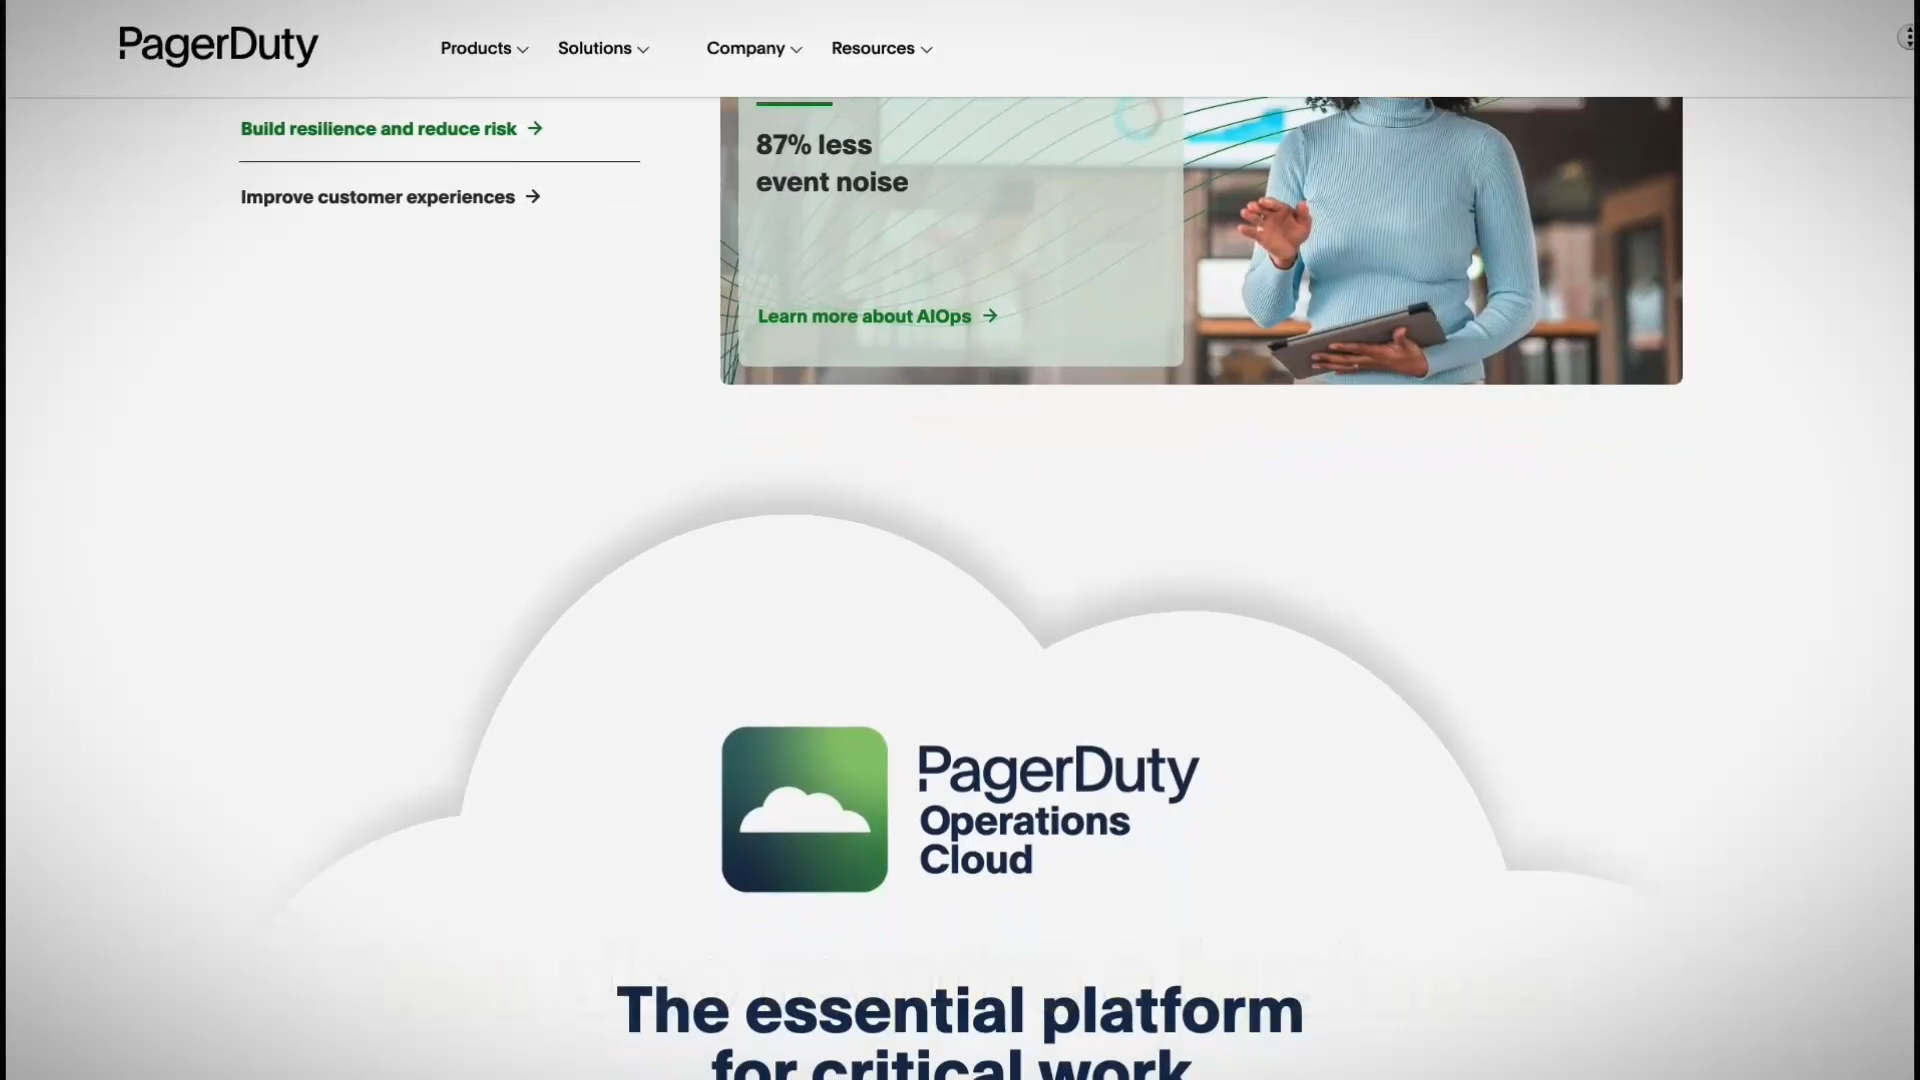 PagerDuty
Products
Solutions
Company
Resources
Build resilience and reduce risk
Improve customer experiences
87% less
event noise
Learn more about AIOps
PagerDuty
Operations
Cloud
The essential platform
for critical work